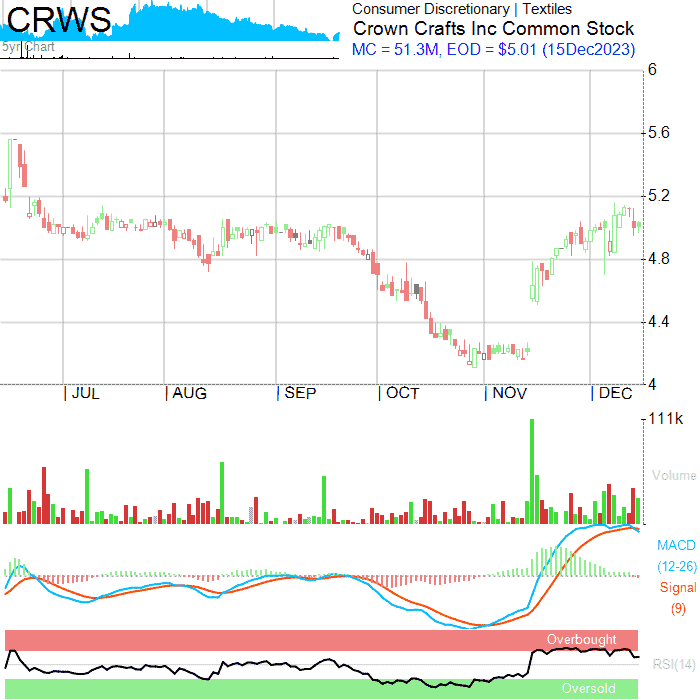 CRWS
5yr Chart
Consumer Discretionary | Textiles
Crown Crafts Inc Common Stock
MC = 51.3M, EOD = $5.01 (15Dec2023)
6
5.6
5.2
4.8
4.4
4
JUL AUG SEP OCT NOV DEC
111k
Volume
MACD
(12-26)
Signal
(9)
Overbought
RSI(14)
Oversold